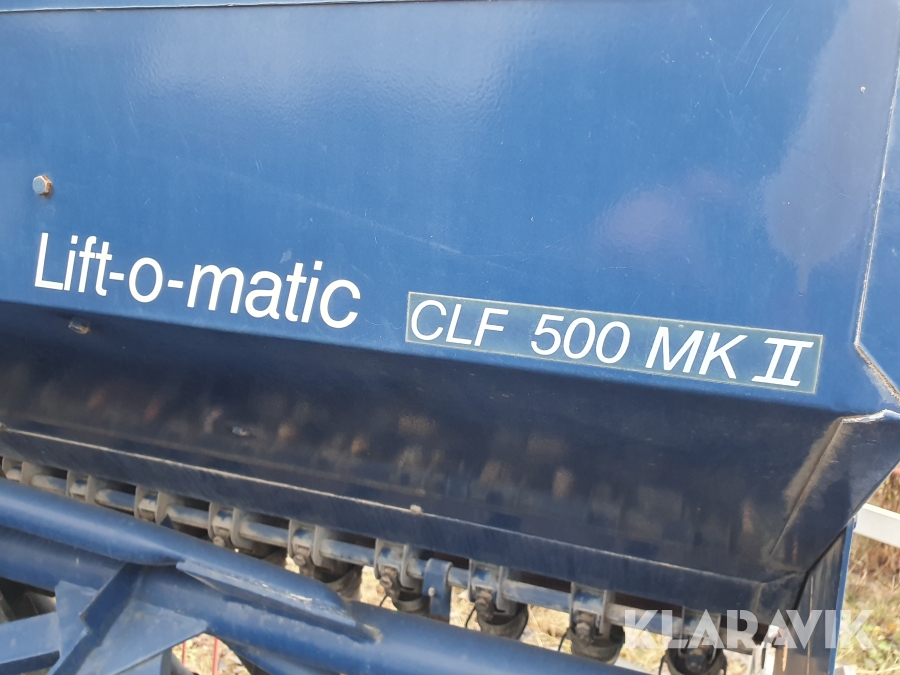 Lift-o-matic
CLF 500 MK II
KLARAVIK